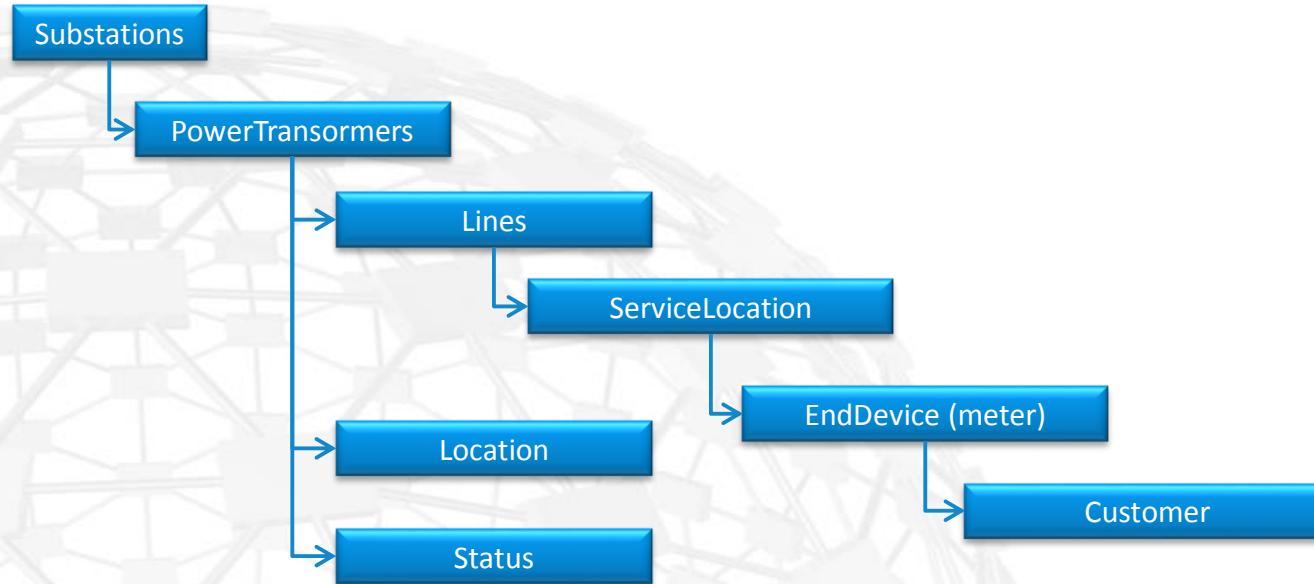 Substations
PowerTransormers
Lines
ServiceLocation
EndDevice (meter)
Location
Customer
Status